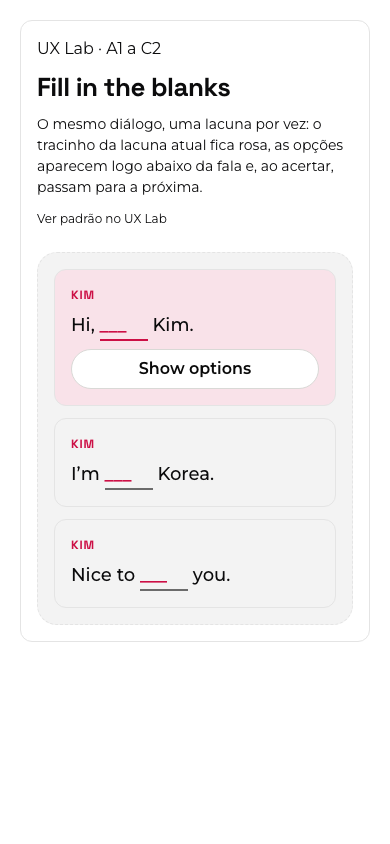 UX Lab · A1 a C2
Fill in the blanks
O mesmo diálogo, uma lacuna por vez: o
tracinho da lacuna atual fica rosa, as opções
aparecem logo abaixo da fala e, ao acertar,
passam para a próxima.
Ver padrão no UX Lab
KIM
Hi, ___ Kim.
Show options
KIM
I’m ___ Korea.
KIM
Nice to ___ you.